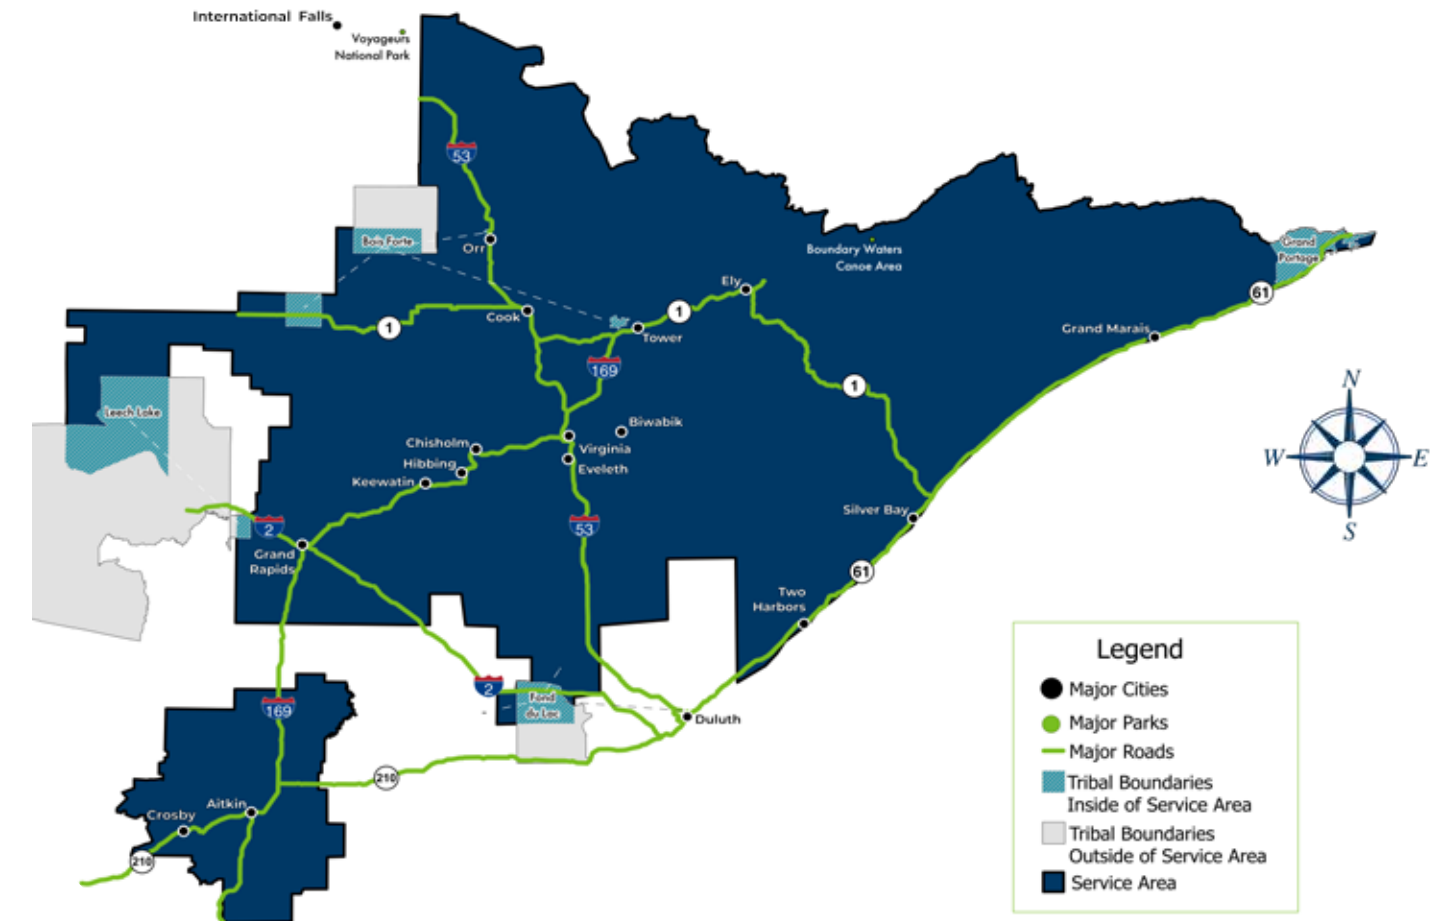 International Falls
Voyageurs
National Park
53
Bois Forte
Orr
Boundary Waters
Canoe Area
Grand
Portage
Ely
61
1
Cook
1
Tower
Grand Marais
169
1
N
Leech Lake
Biwabik
Chisholm
Virginia
Hibbing
Eveleth
Keewatin
W
E
2
53
Silver Bay
S
Grand
Rapids
61
Two
Harbors
Legend
2
Fond
du Lac
Major Cities
169
Duluth
Major Parks
Major Roads
210
Tribal Boundaries
Inside of Service Area
Aitkin
Crosby
Tribal Boundaries
Outside of Service Area
210
Service Area